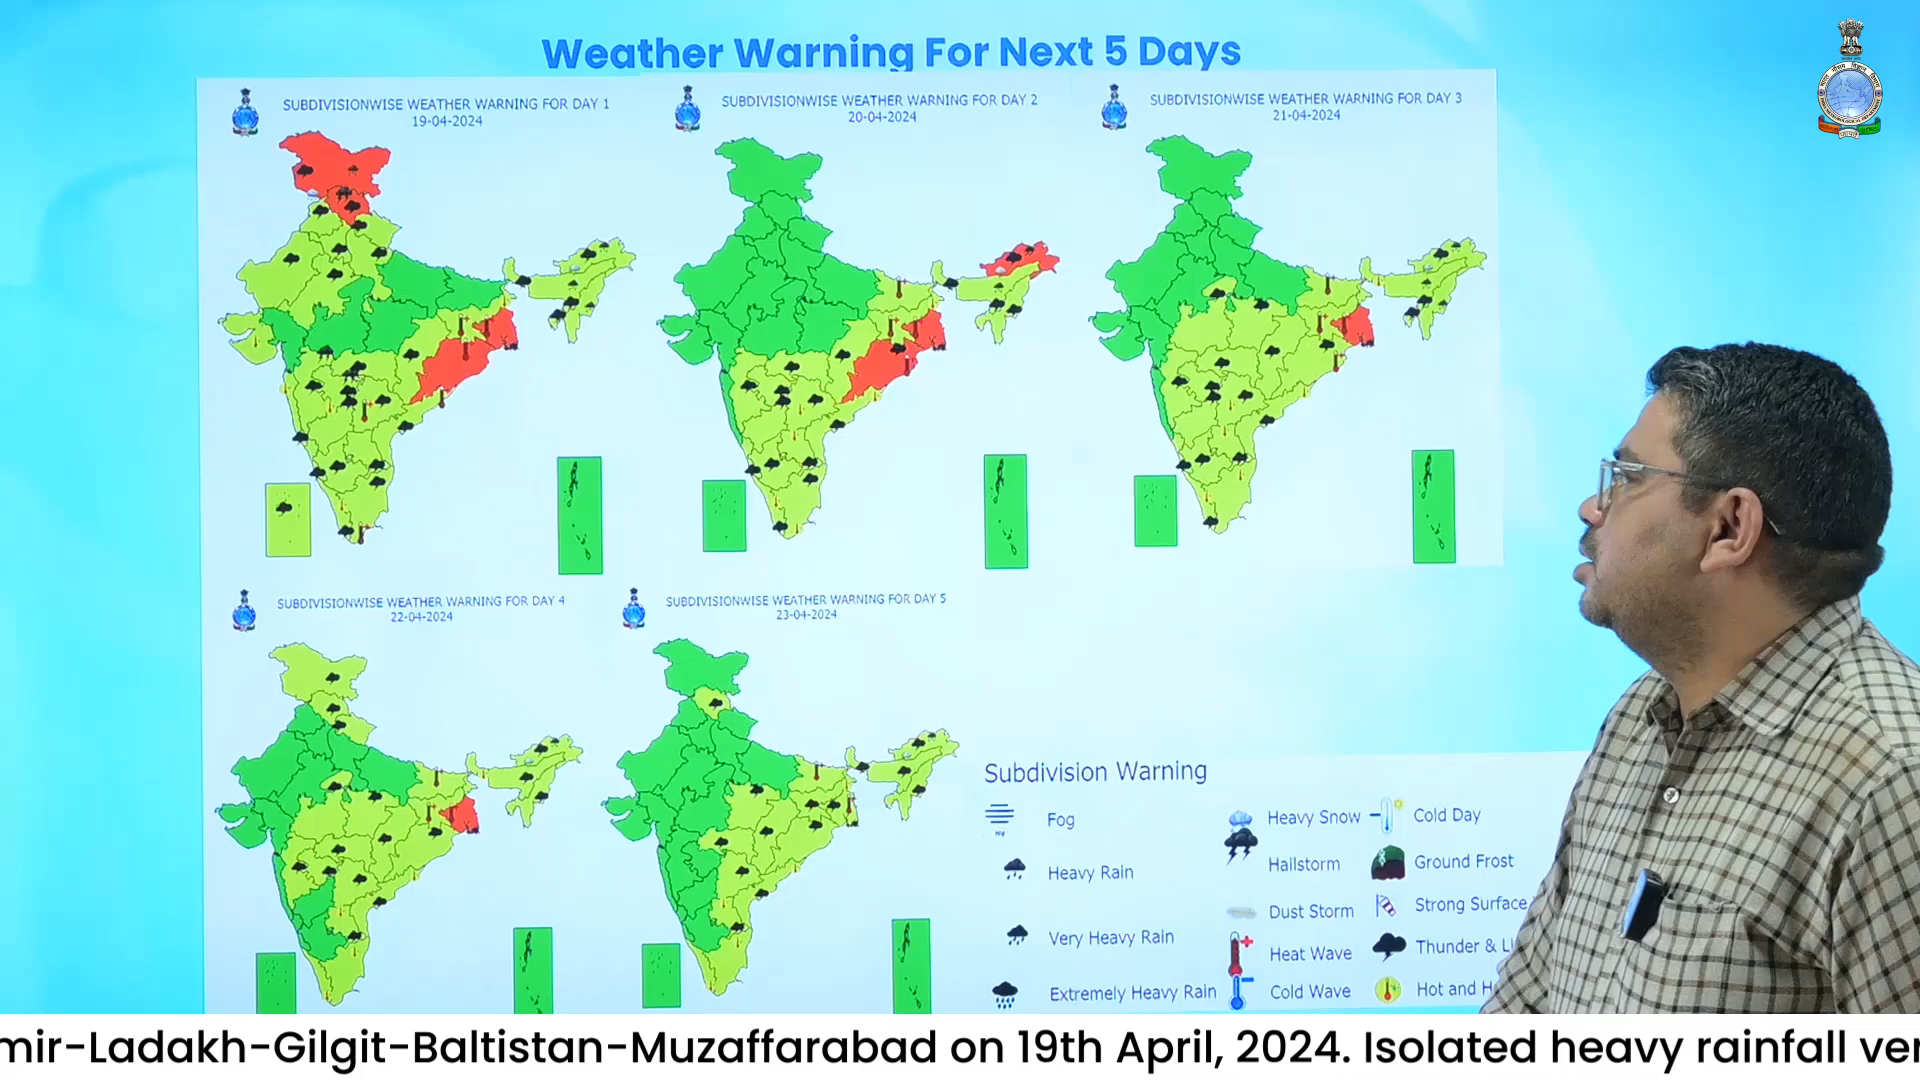 Weather Warning For Next 5 Days
SUBDIVISIONWISE WEATHER WARNING FOR DAY 1
19-04-2024
SUBDIVISIONWISE WEATHER WARNING FOR DAY 2
20-04-2024
SUBDIVISIONWISE WEATHER WARNING FOR DAY 3
21-04-2024
SUBDIVISIONWISE WEATHER WARNING FOR DAY 4
22-04-2024
SUBDIVISIONWISE WEATHER WARNING FOR DAY 5
23-04-2024
Subdivision Warning
Fog
Heavy Rain
Very Heavy Rain
Extremely Heavy Rain
Heavy Snow
Hailstorm
Dust Storm
Heat Wave
Cold Wave
Cold Day
Ground Frost
Strong Surface
Thunder & Li
Hot and H
mir-Ladakh-Gilgit-Baltistan-Muzaffarabad on 19th April, 2024. Isolated heavy rainfall ver